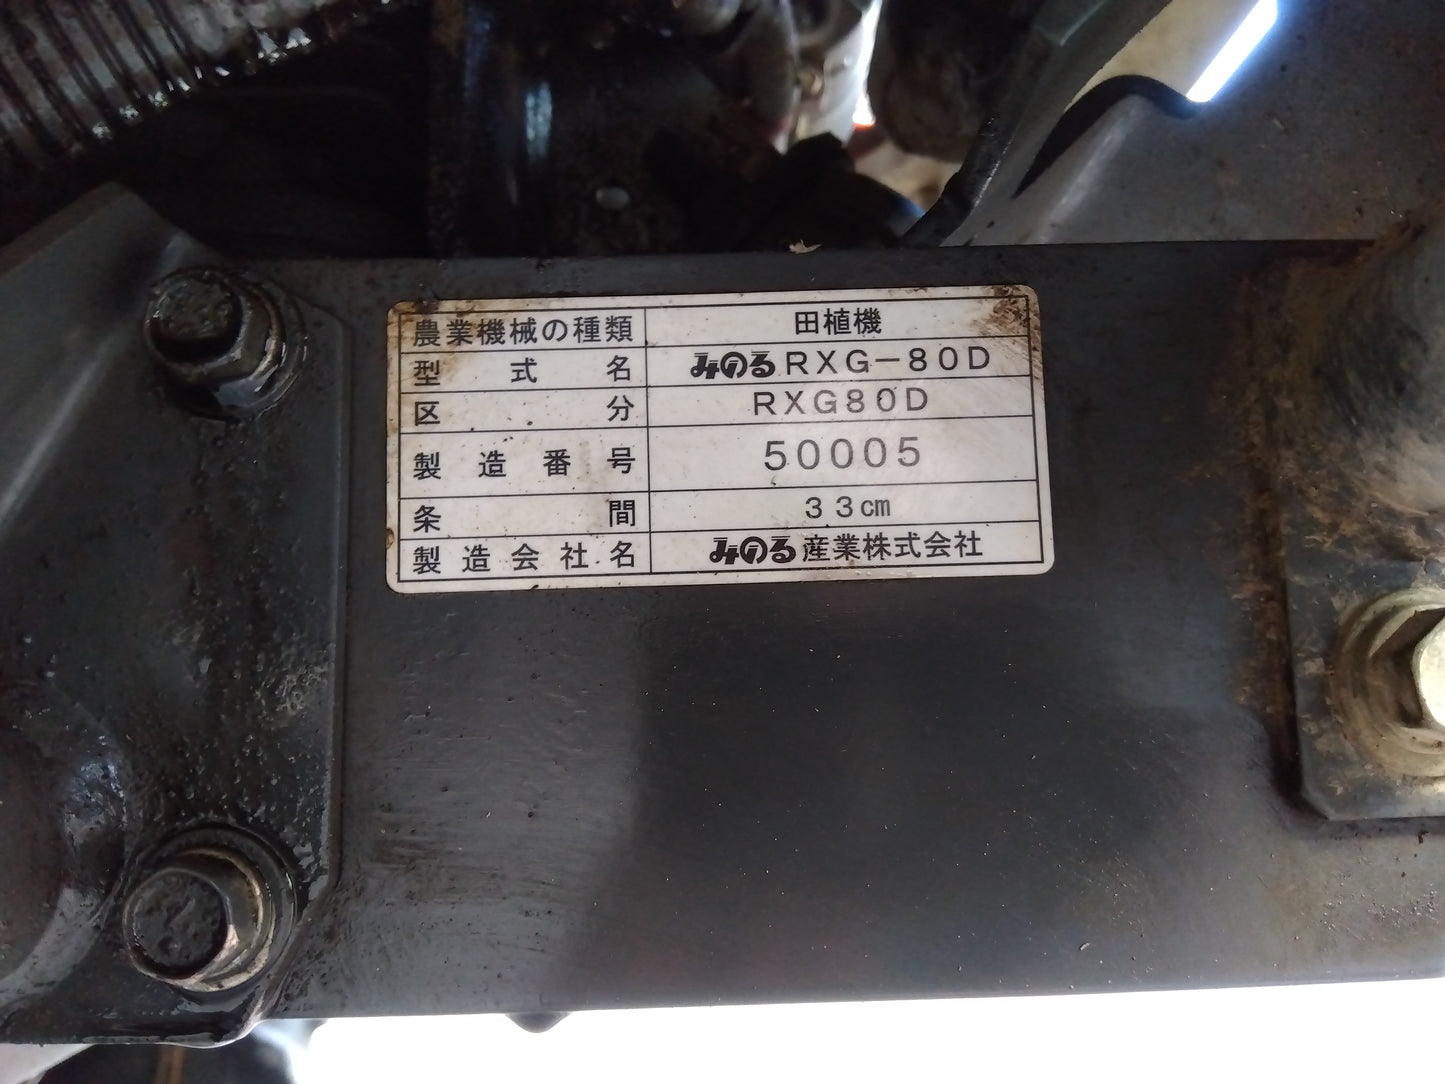 農業機械の種類 田植機
型式名 みのるRXG-80D
区分 RXG80D
製造番号 50005
条間 33㎝
製造会社名 みのる産業株式会社